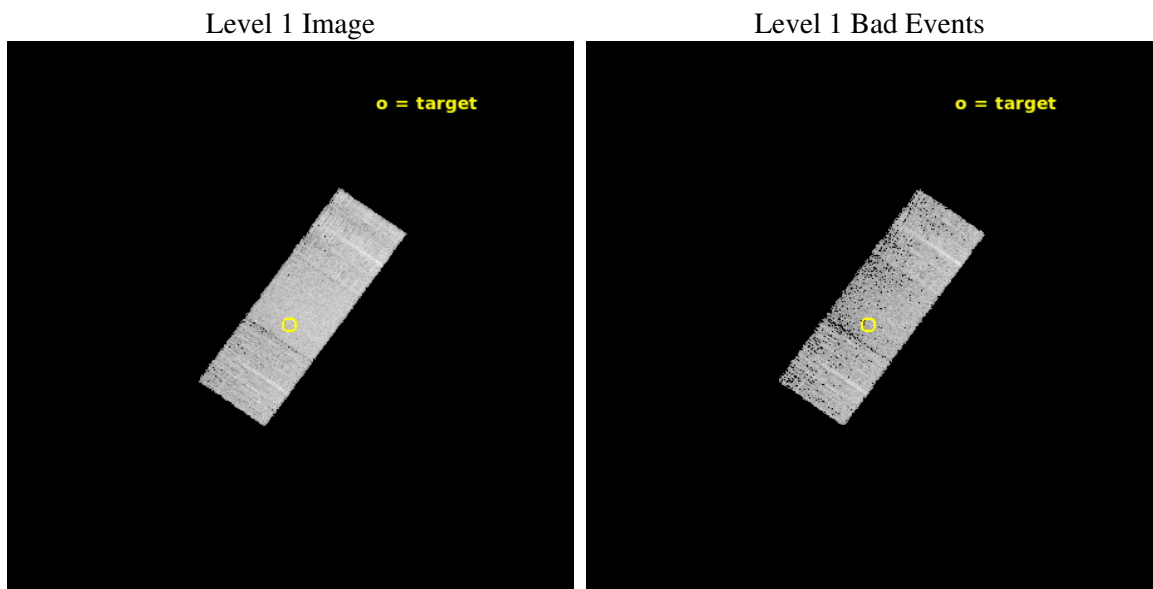 Level 1 Image
Level 1 Bad Events
o = target
o = target